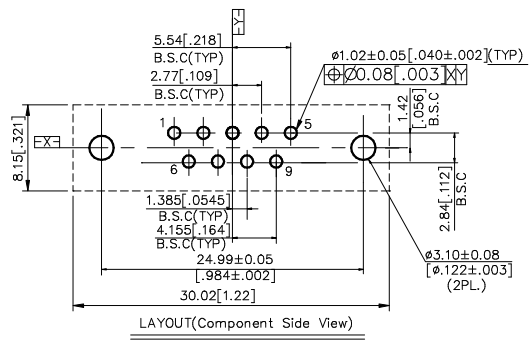 -Y-
5.54[.218]
B.S.C(TYP)
2.77[.109]
B.S.C(TYP)
ø1.02±0.05[.040±.002](TYP)
⌖ø0.08[.003]XY
1.42
[.056]
B.S.C
8.15[.321]
-X-
1
5
6
9
2.84[.112]
B.S.C
1.385[.0545]
B.S.C(TYP)
4.155[.164]
B.S.C(TYP)
ø3.10±0.08
[ø.122±.003]
(2PL.)
24.99±0.05
[.984±.002]
30.02[1.22]
LAYOUT(Component Side View)